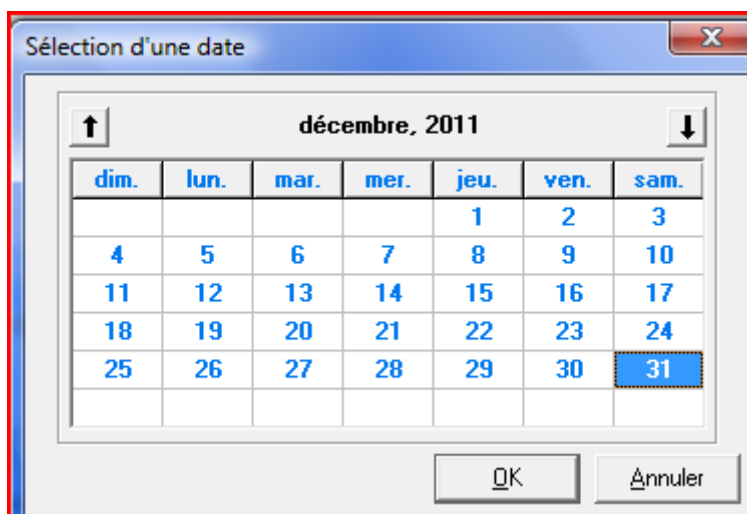 Sélection d'une date
décembre, 2011
dim. lun. mar. mer. jeu. ven. sam.
1 2 3
4 5 6 7 8 9 10
11 12 13 14 15 16 17
18 19 20 21 22 23 24
25 26 27 28 29 30 31
OK Annuler